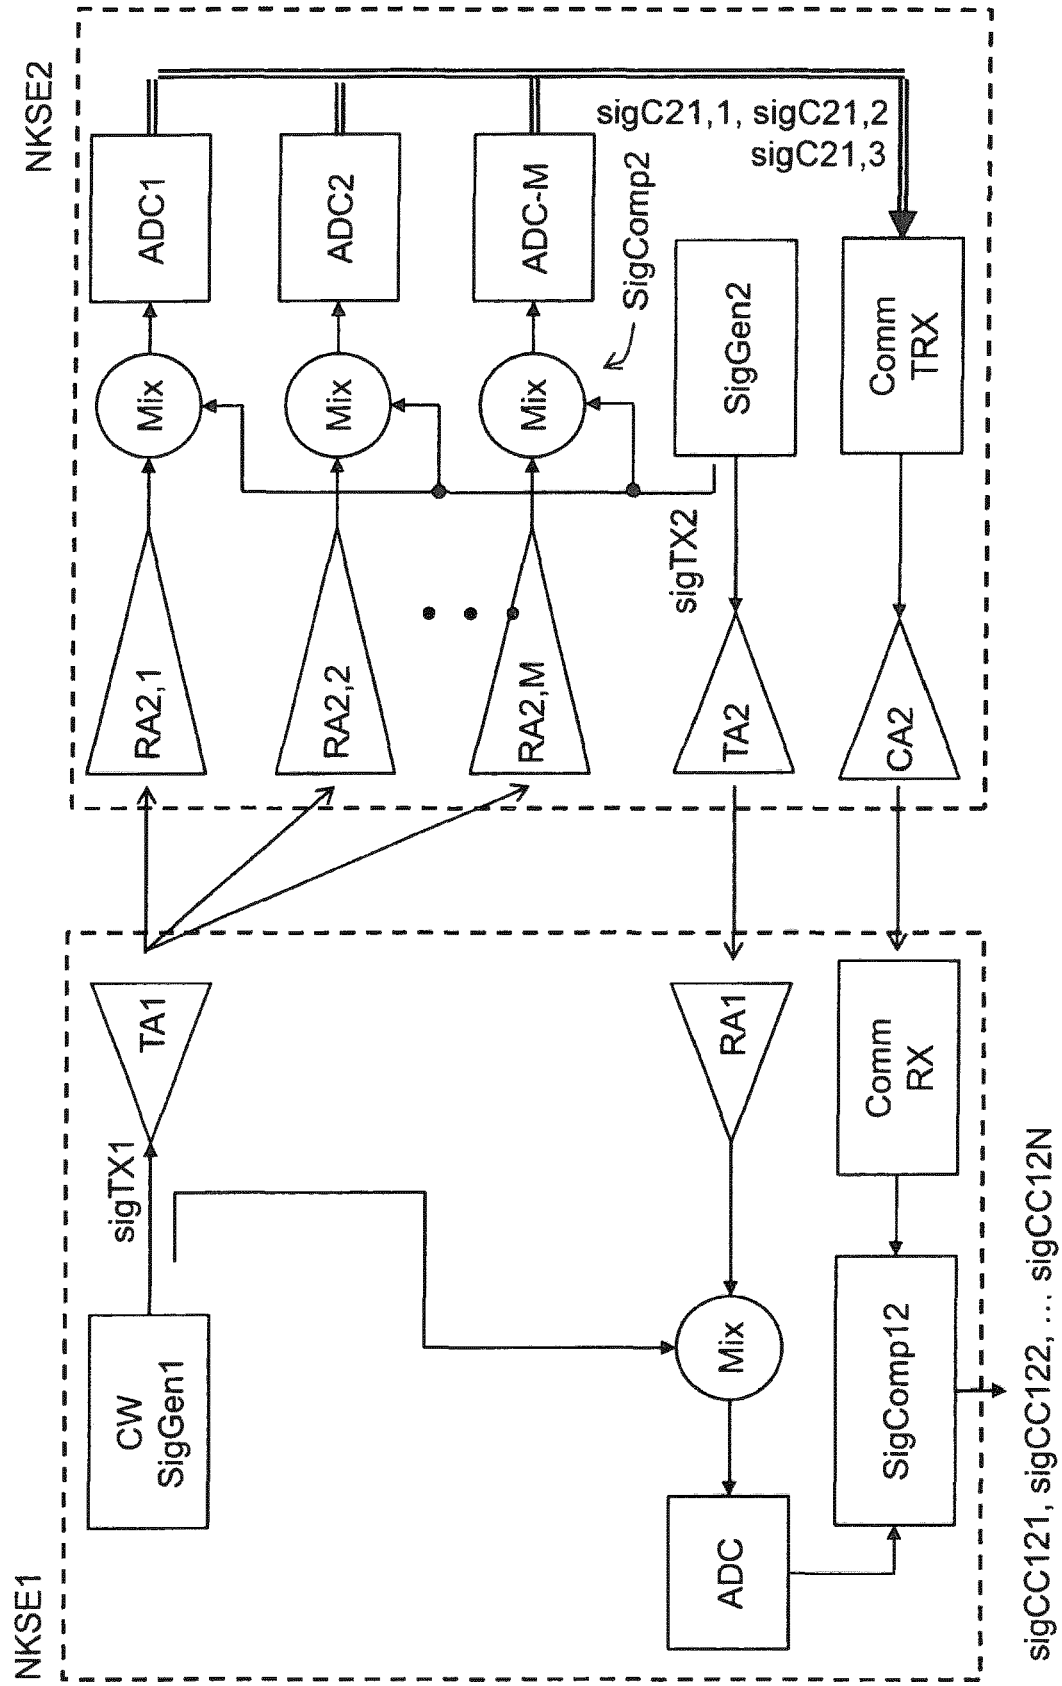 NKSE1
NKSE2
CW
SigGen1
sigTX1
TA1
RA2,1
Mix
ADC1
RA2,2
Mix
ADC2
RA2,M
Mix
ADC-M
sigC21,1, sigC21,2
sigC21,3
SigComp2
sigTX2
ADC
Mix
RA1
TA2
SigGen2
SigComp12
Comm
RX
CA2
Comm
TRX
sigCC121, sigCC122, ... sigCC12N